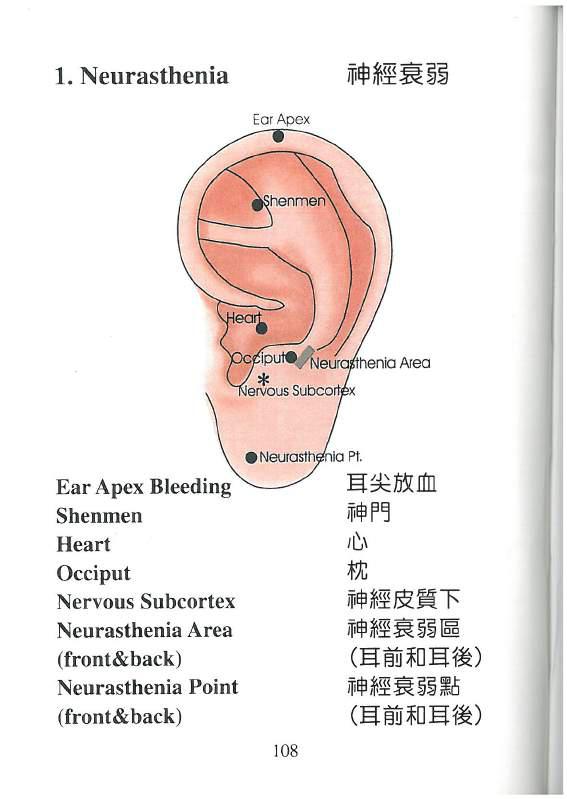 1. Neurasthenia 神經衰弱
Ear Apex
Shenmen
Heart
Occiput
Neurasthenia Area
*
Nervous Subcortex
Neurasthenia Pt.
Ear Apex Bleeding 耳尖放血
Shenmen 神門
Heart 心
Occiput 枕
Nervous Subcortex 神經皮質下
Neurasthenia Area 神經衰弱區
(front&back) (耳前和耳後)
Neurasthenia Point 神經衰弱點
(front&back) (耳前和耳後)
108